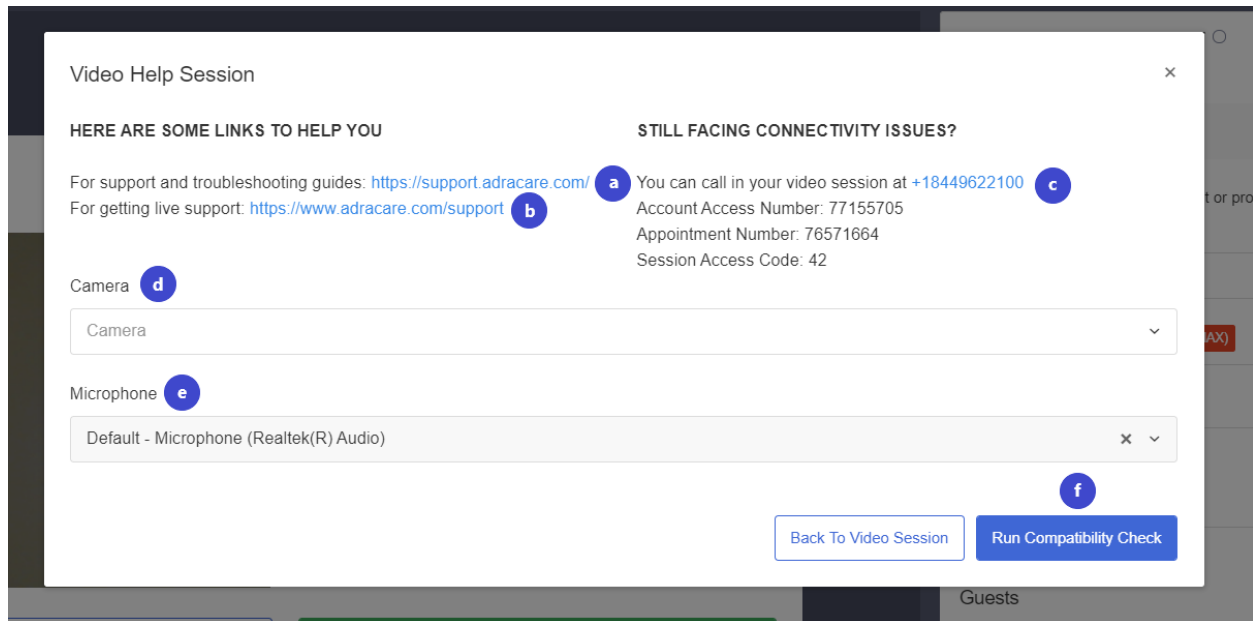 Video Help Session
×
HERE ARE SOME LINKS TO HELP YOU
For support and troubleshooting guides: https://support.adracare.com/ a
For getting live support: https://www.adracare.com/support b
STILL FACING CONNECTIVITY ISSUES?
You can call in your video session at +18449622100 c
Account Access Number: 77155705
Appointment Number: 76571664
Session Access Code: 42
Camera d
Camera
Microphone e
Default - Microphone (Realtek(R) Audio)
f
Back To Video Session
Run Compatibility Check
t or pro
AX)
Guests